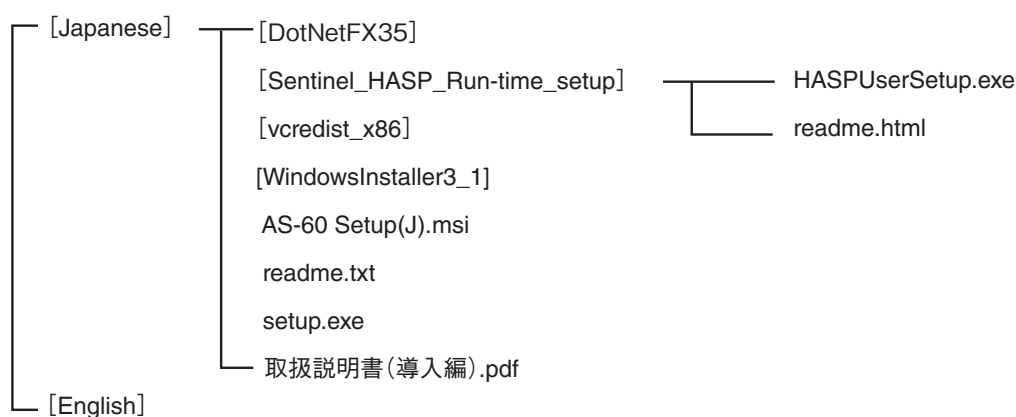 ［Japanese］ ［DotNetFX35］
［Sentinel_HASP_Run-time_setup］ HASPUserSetup.exe
［vcredist_x86］ readme.html
[WindowsInstaller3_1]
AS-60 Setup(J).msi
readme.txt
setup.exe
取扱説明書（導入編）.pdf
［English］